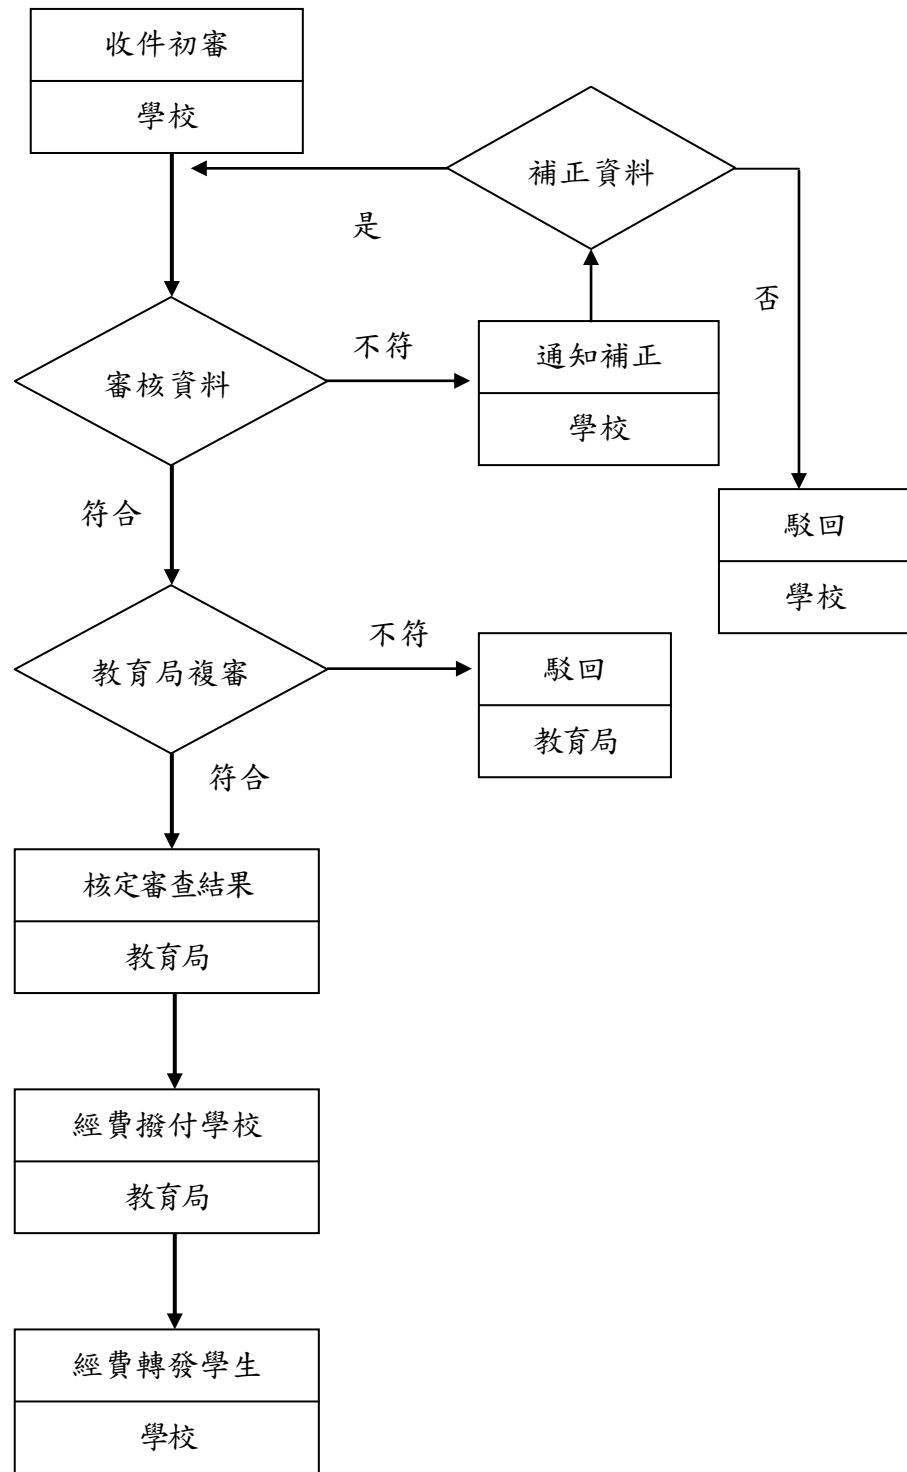 收件初審
學校
補正資料
是
否
不符
通知補正
學校
審核資料
符合
駁回
學校
不符
教育局複審
駁回
教育局
符合
核定審查結果
教育局
經費撥付學校
教育局
經費轉發學生
學校